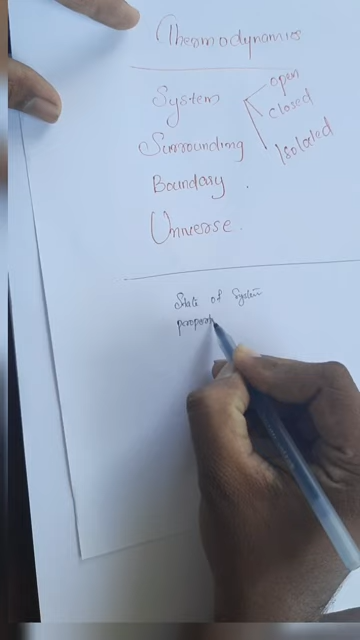 Thermodynamics
System
open
closed
Isolated
Surrounding
Boundary .
Universe.
State of System